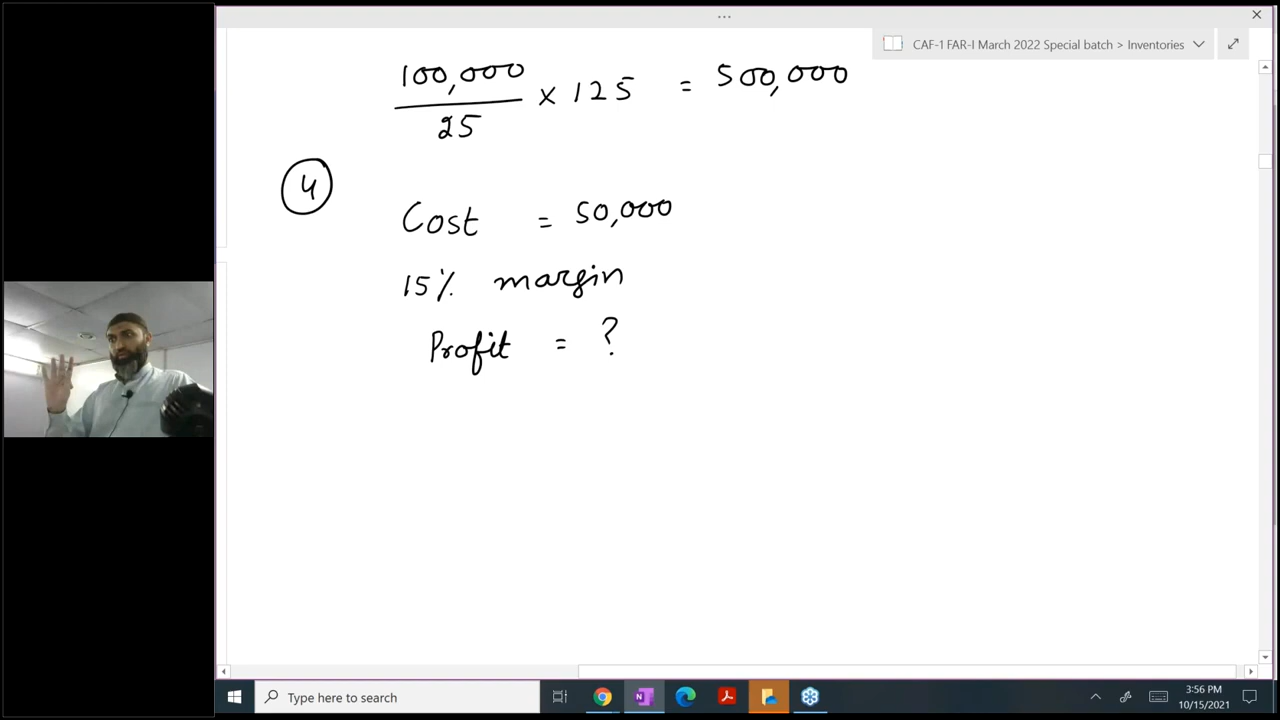 CAF-1 FAR-I March 2022 Special batch > Inventories
100,000
25
× 125 = 500,000
4
Cost = 50,000
15% margin
Profit = ?
Type here to search
3:56 PM
10/15/2021